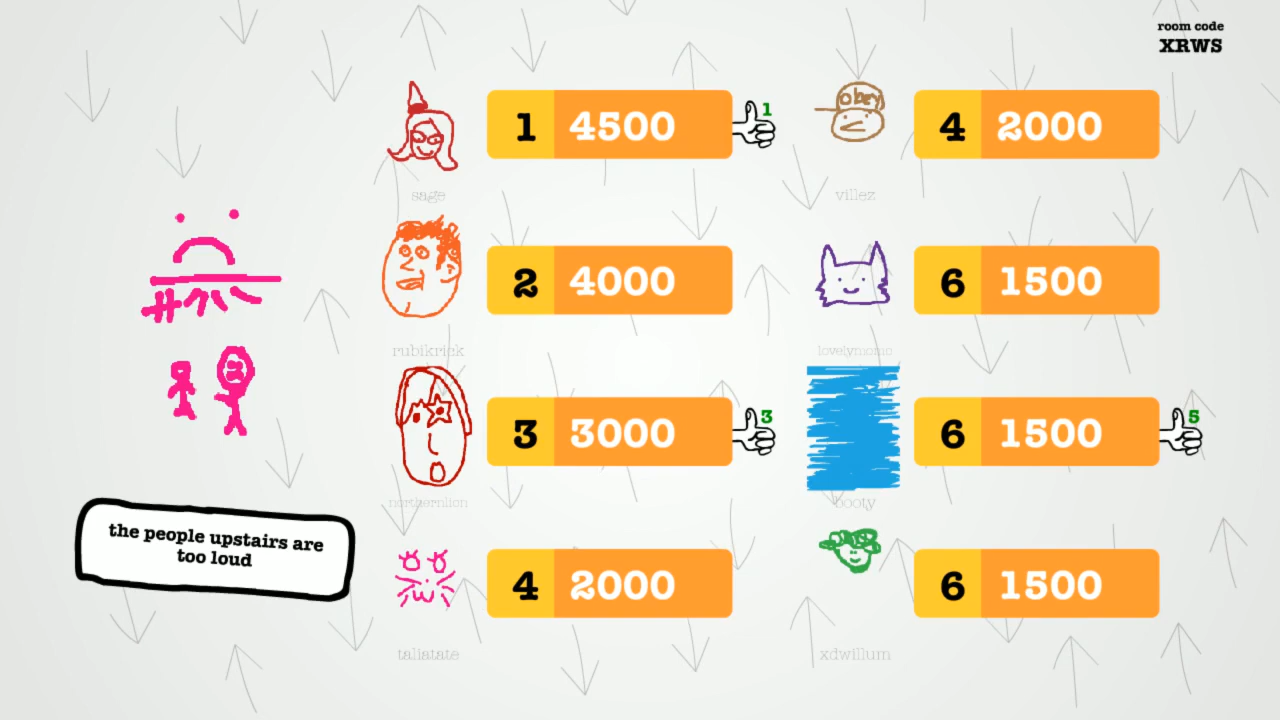 room code
XRWS
obey
1 4500 1
sage
4 2000
villez
2 4000
rubikrick
6 1500
lovelymomo
3 3000 3
northernlion
6 1500 5
booty
the people upstairs are
too loud
4 2000
taliatate
6 1500
xdwillum